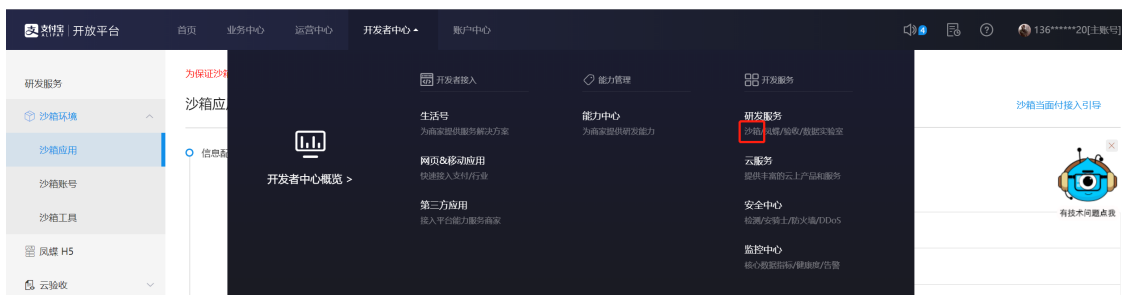 支付宝 开放平台 首页 业务中心 运营中心 开发者中心 账户中心 4 136******20[主账号]
研发服务
沙箱环境
沙箱应用
沙箱账号
沙箱工具
凤蝶 H5
云验收
为保证沙箱
沙箱应
信息配
开发者中心概览 >
开发者接入
生活号
为商家提供服务解决方案
网页&移动应用
快速接入支付/行业
第三方应用
接入平台能力服务商家
能力管理
能力中心
为商家提供研发能力
开发服务
研发服务
沙箱/凤蝶/验收/数据实验室
云服务
提供丰富的云上产品和服务
安全中心
检测/安骑士/防火墙/DDoS
监控中心
核心数据指标/健康度/告警
沙箱当面付接入引导
有技术问题点我